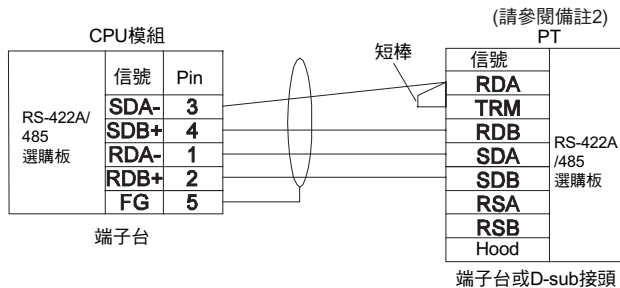 (請參閱備註2)
CPU模組
PT
短棒
RS-422A/
485
選購板
信號 Pin
SDA- 3
SDB+ 4
RDA- 1
RDB+ 2
FG 5
端子台
信號
RDA
TRM
RDB
SDA
SDB
RSA
RSB
Hood
RS-422A
/485
選購板
端子台或D-sub接頭